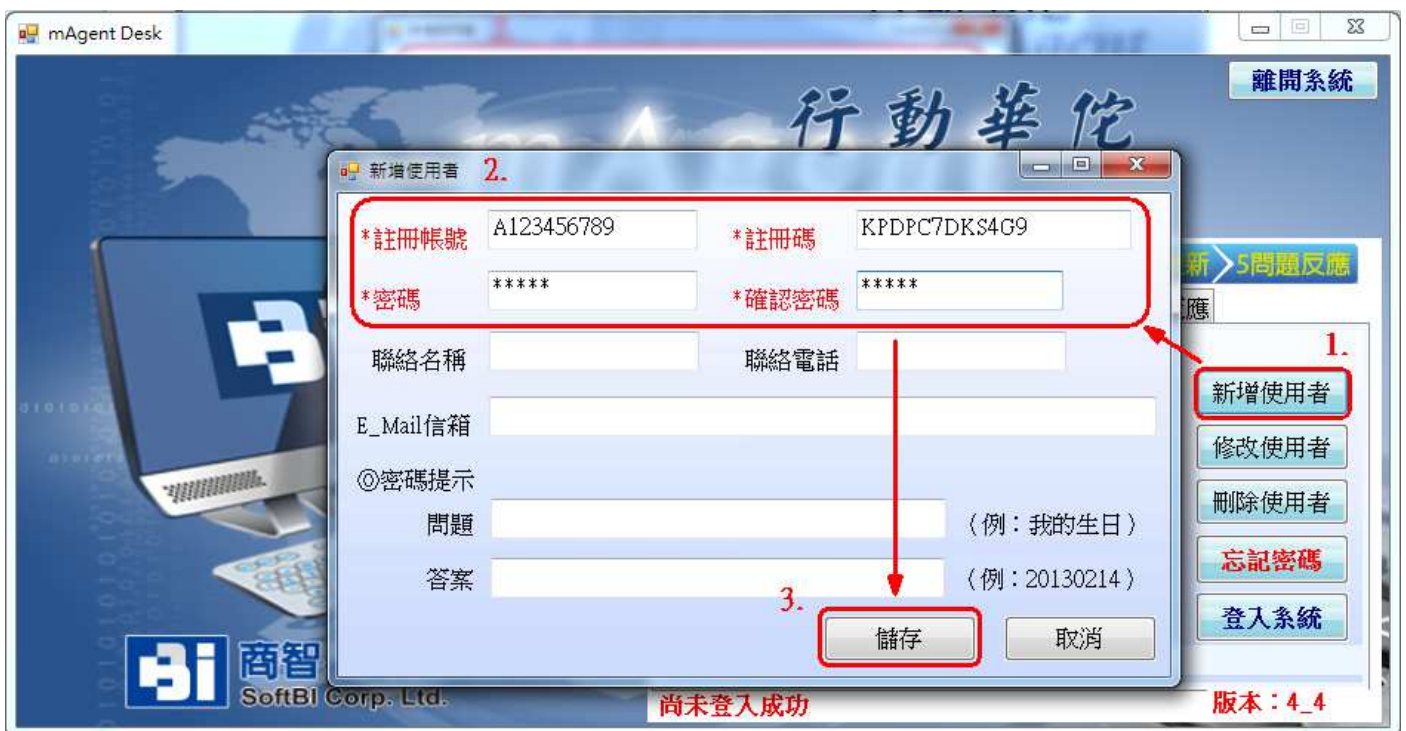 mAgent Desk
離開系統
行動華佗
新增使用者 2.
*註冊帳號 A123456789 *註冊碼 KPDPC7DKS4G9
*密碼 ***** *確認密碼 *****
新 5問題反應
應
聯絡名稱 聯絡電話
1.
新增使用者
E_Mail信箱
修改使用者
◎密碼提示
刪除使用者
問題 (例：我的生日)
忘記密碼
答案 (例：20130214)
3.
登入系統
儲存 取消
商智
SoftBI Corp. Ltd.
尚未登入成功 版本：4_4